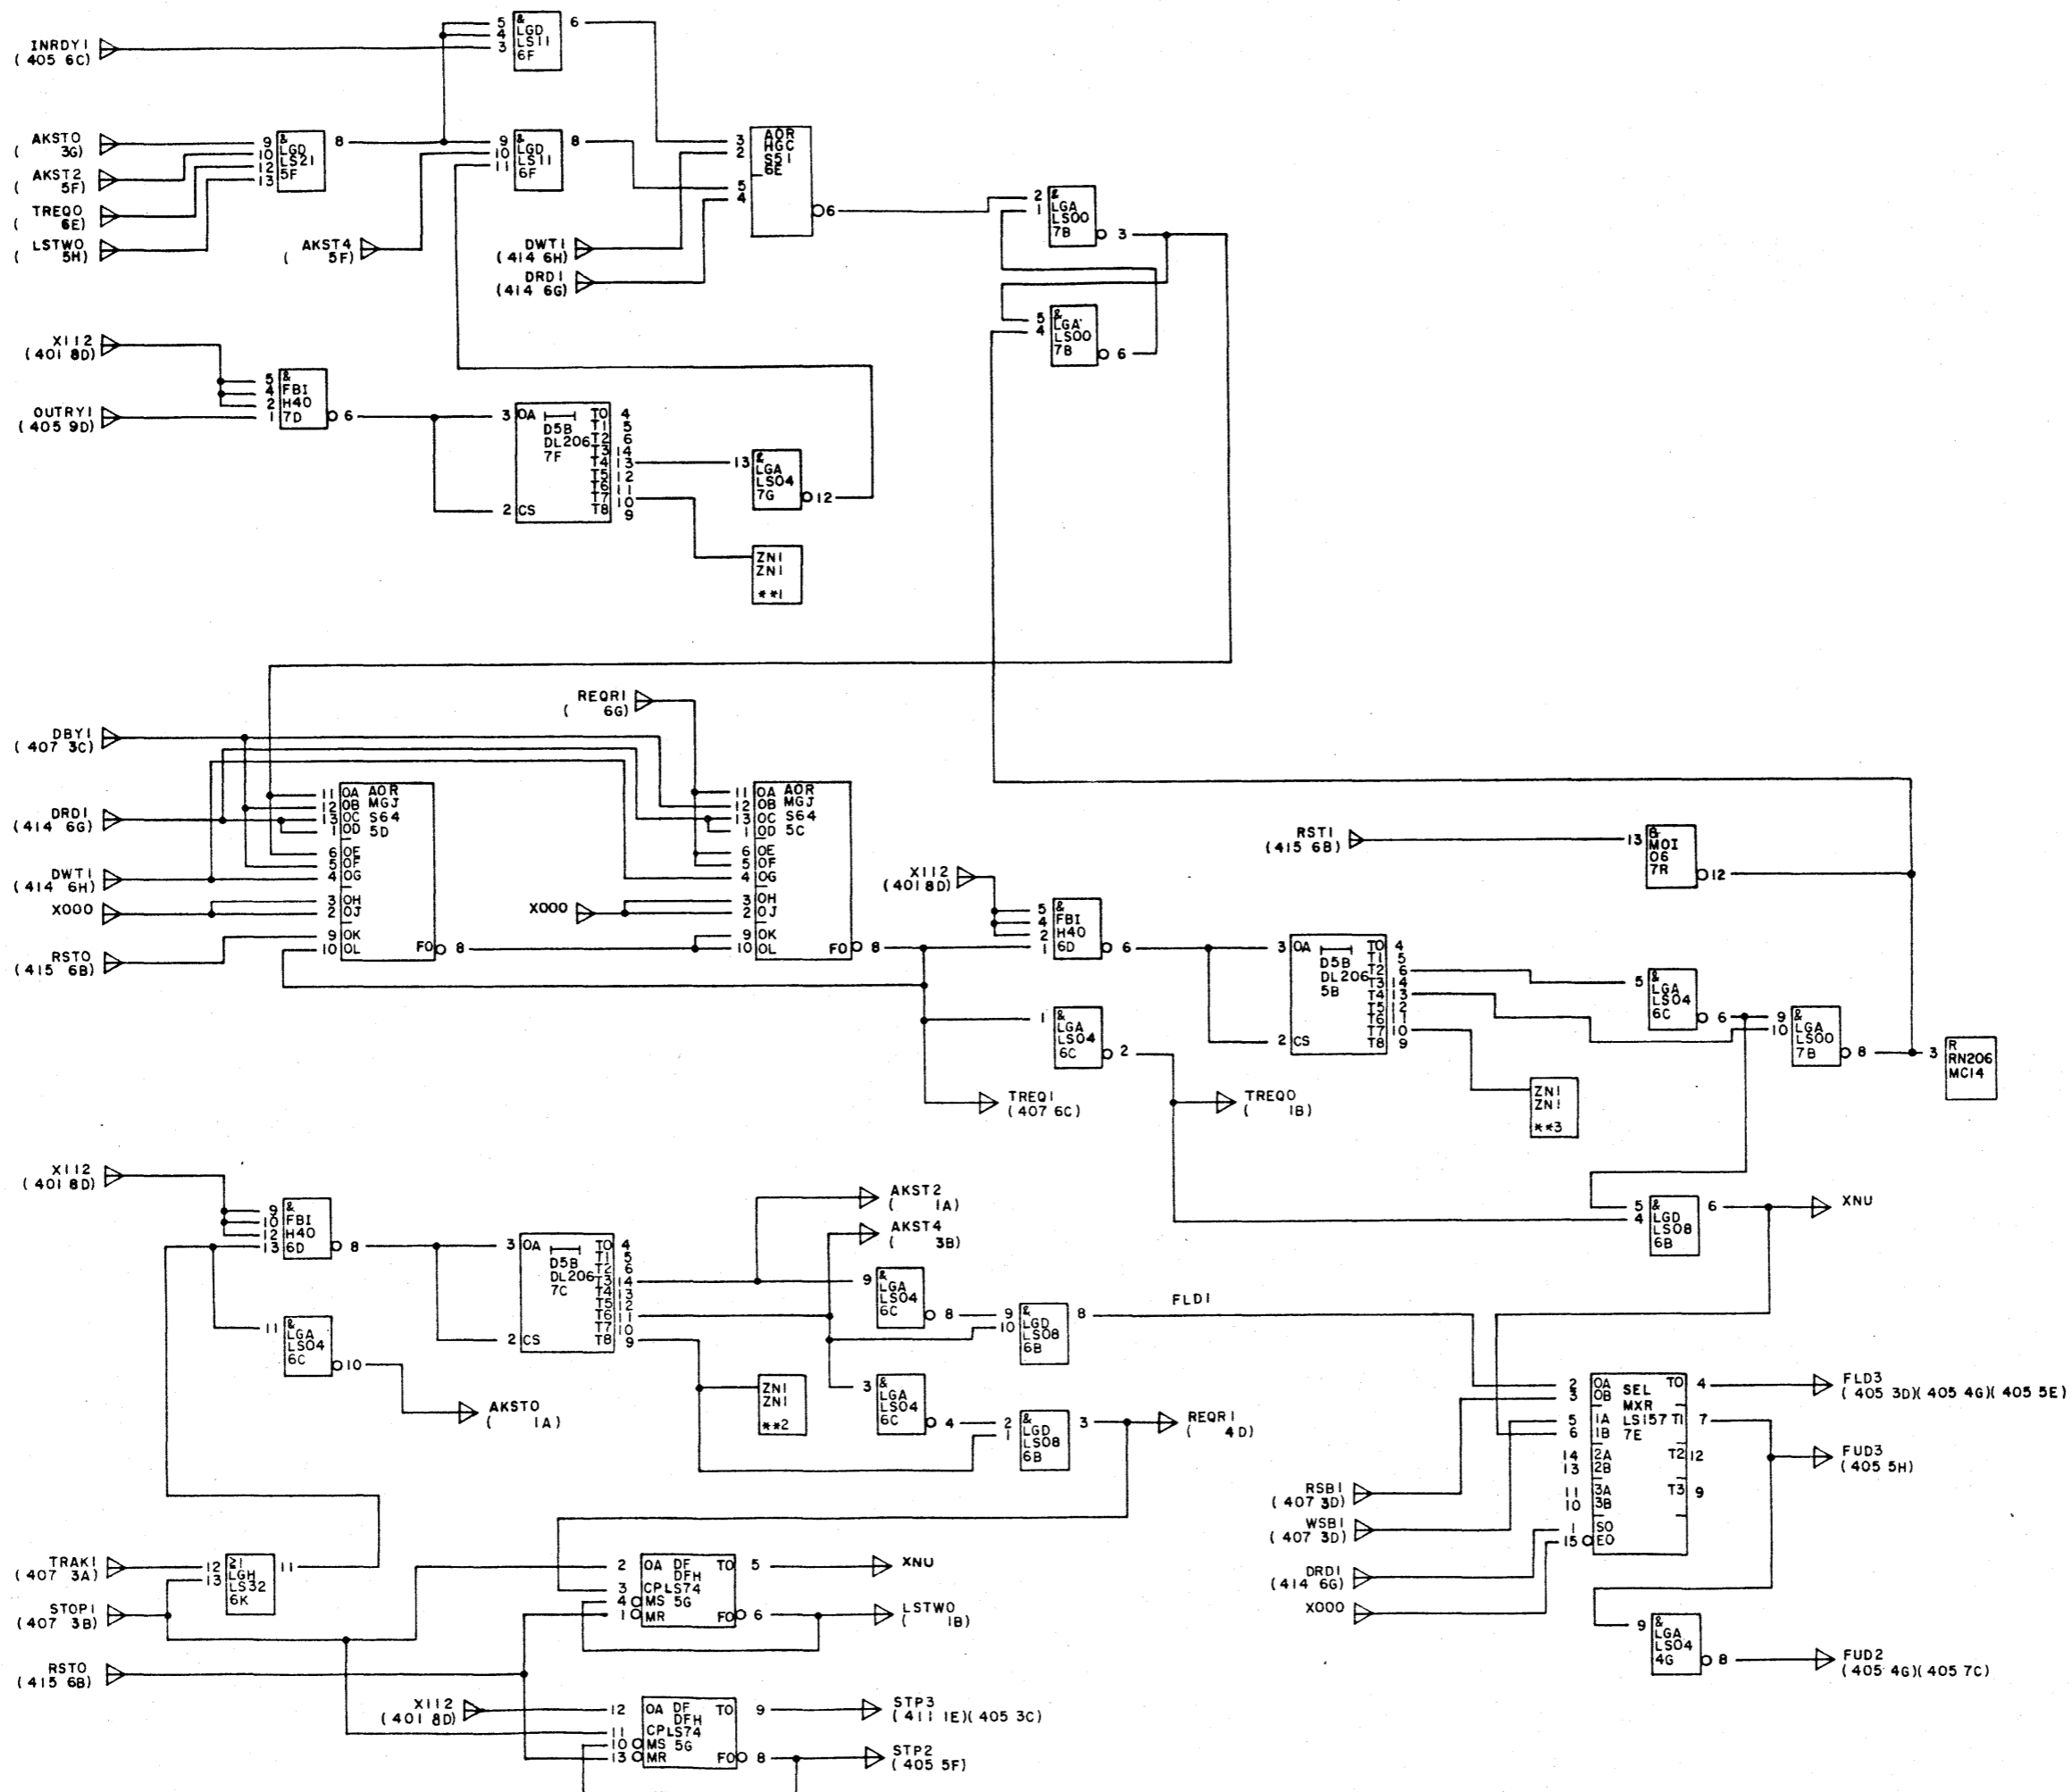 INRDY1
(405 6C)
5
4
3
&
LGD
LS11
6F
6
AKST0
( 3G)
AKST2
( 5F)
TREQ0
( 6E)
LSTW0
( 5H)
9
10
12
13
&
LGD
LS21
5F
8
AKST4
( 5F)
9
10
11
&
LGD
LS11
6F
8
DWT1
(414 6H)
DRD1
(414 6G)
3
2
5
4
AOR
HGC
S51
6E
6
2
1
&
LGA
LS00
7B
3
5
4
&
LGA
LS00
7B
6
X112
(401 8D)
OUTRY1
(405 9D)
5
4
2
1
&
FBI
H40
7D
6
3 0A T0 4
T1 5
D5B T2 6
DL206 T3 14
7F T4 13
T5 12
T6 11
T7 10
2 CS T8 9
13
&
LGA
LS04
7G
12
ZN1
ZN1
**1
REQR1
( 6G)
DBY1
(407 3C)
DRD1
(414 6G)
DWT1
(414 6H)
X000
RST0
(415 6B)
11 0A AOR
12 0B MGJ
13 0C S64
1 0D 5D
6 0E
5 0F
4 0G
3 0H
2 0J
9 0K
10 0L F0 8
X000
11 0A AOR
12 0B MGJ
13 0C S64
1 0D 5C
6 0E
5 0F
4 0G
3 0H
2 0J
9 0K
10 0L F0 8
X112
(401 8D)
5
4
2
1
&
FBI
H40
6D
6
1
&
LGA
LS04
6C
2
TREQ1
(407 6C)
TREQ0
( 1B)
RST1
(415 6B)
13
&
MOI
06
7R
12
3 0A T0 4
T1 5
D5B T2 6
DL206 T3 14
5B T4 13
T5 12
T6 11
T7 10
2 CS T8 9
5
&
LGA
LS04
6C
6
9
10
&
LGA
LS00
7B
8
3
R
RN206
MC14
ZN1
ZN1
**3
5
4
&
LGD
LS08
6B
6
XNU
X112
(401 8D)
9
10
12
13
&
FBI
H40
6D
8
11
&
LGA
LS04
6C
10
AKST0
( 1A)
3 0A T0 4
T1 5
D5B T2 6
DL206 T3 14
7C T4 13
T5 12
T6 11
T7 10
2 CS T8 9
AKST2
( 1A)
AKST4
( 3B)
9
&
LGA
LS04
6C
8
9
10
&
LGD
LS08
6B
8
FLD1
ZN1
ZN1
**2
3
&
LGA
LS04
6C
4
2
1
&
LGD
LS08
6B
3
REQR1
( 4D)
TRAK1
(407 3A)
STOP1
(407 3B)
RST0
(415 6B)
12
13
≥1
LGH
LS32
6K
11
2 0A DF T0 5
DFH
3 CP LS74
4 MS 5G
1 MR F0 6
XNU
LSTW0
( 1B)
X112
(401 8D)
12 0A DF T0 9
DFH
11 CP LS74
10 MS 5G
13 MR F0 8
STP3
(411 1E)(405 3C)
STP2
(405 5F)
RSB1
(407 3D)
WSB1
(407 3D)
DRD1
(414 6G)
X000
2 0A SEL T0 4
3 0B MXR
5 1A LS157 T1 7
6 1B 7E
14 2A T2 12
13 2B
11 3A T3 9
10 3B
1 S0
15 E0
FLD3
(405 3D)(405 4G)(405 5E)
FUD3
(405 5H)
9
&
LGA
LS04
4G
8
FUD2
(405 4G)(405 7C)